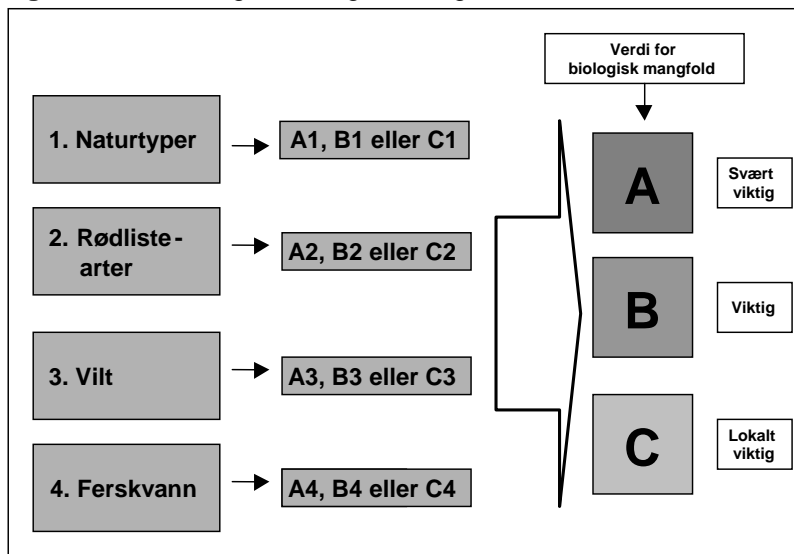 Verdi for
biologisk mangfold
1. Naturtyper
A1, B1 eller C1
A
Svært
viktig
2. Rødliste-
arter
A2, B2 eller C2
B
Viktig
3. Vilt
A3, B3 eller C3
C
Lokalt
viktig
4. Ferskvann
A4, B4 eller C4